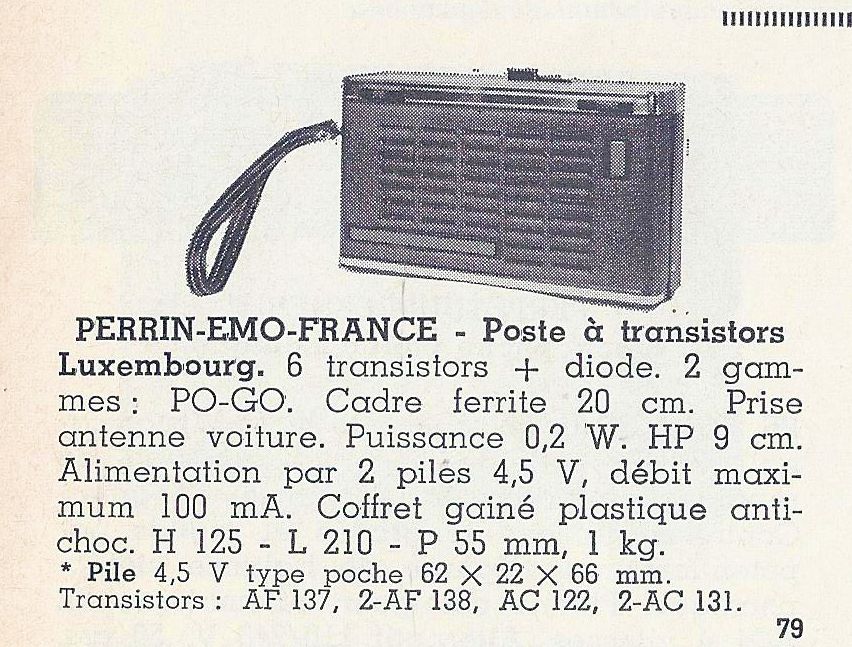 PERRIN-EMO-FRANCE - Poste à transistors
Luxembourg. 6 transistors + diode. 2 gam-
mes : PO-GO. Cadre ferrite 20 cm. Prise
antenne voiture. Puissance 0,2 W. HP 9 cm.
Alimentation par 2 piles 4,5 V, débit maxi-
mum 100 mA. Coffret gainé plastique anti-
choc. H 125 - L 210 - P 55 mm, 1 kg.
* Pile 4,5 V type poche 62 X 22 X 66 mm.
Transistors : AF 137, 2-AF 138, AC 122, 2-AC 131.
79